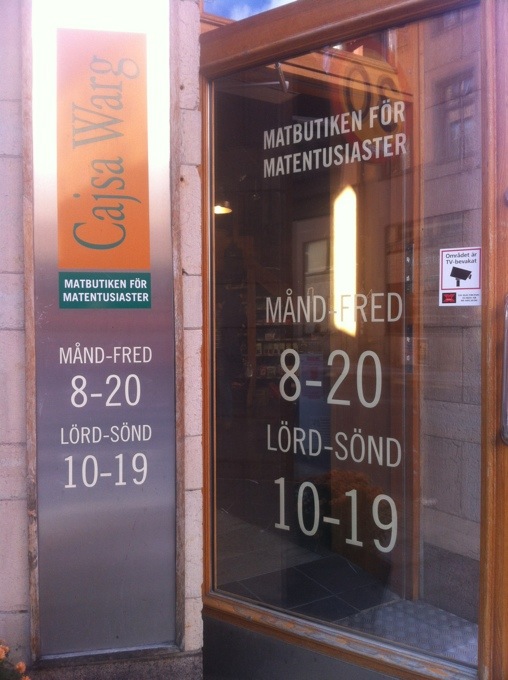 Cajsa Warg
MATBUTIKEN FÖR
MATENTUSIASTER
MÅND-FRED
8-20
LÖRD-SÖND
10-19
MATBUTIKEN FÖR
MATENTUSIASTER
MÅND-FRED
8-20
LÖRD-SÖND
10-19
Området är
TV-bevakat